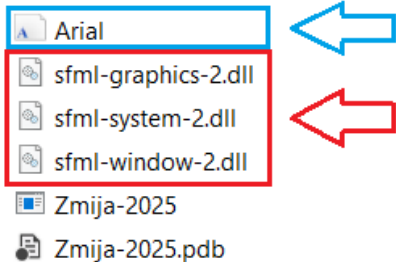 Arial
sfml-graphics-2.dll
sfml-system-2.dll
sfml-window-2.dll
Zmija-2025
Zmija-2025.pdb